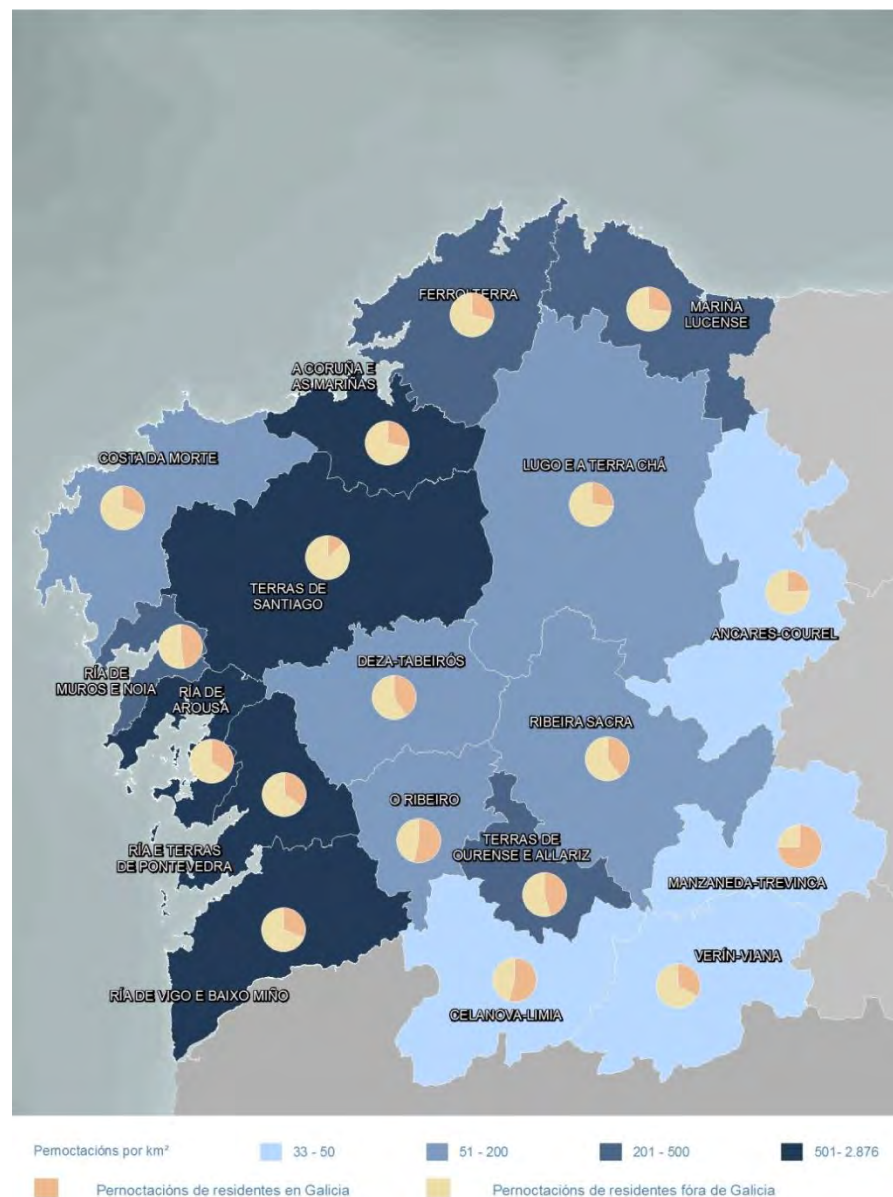 FERROLTERRA
MARIÑA
LUCENSE
A CORUÑA E
AS MARIÑAS
COSTA DA MORTE
LUGO E A TERRA CHÁ
TERRAS DE
SANTIAGO
ANCARES-COUREL
RÍA DE
MUROS E NOIA
RÍA DE
AROUSA
DEZA-TABEIRÓS
RIBEIRA SACRA
O RIBEIRO
RÍA E TERRAS
DE PONTEVEDRA
TERRAS DE
OURENSE E ALLARIZ
MANZANEDA-TREVINCA
VERÍN-VIANA
RÍA DE VIGO E BAIXO MIÑO
CELANOVA-LIMIA
Pernoctacións por km² 33 - 50 51 - 200 201 - 500 501- 2.876
Pernoctacións de residentes en Galicia Pernoctacións de residentes fóra de Galicia